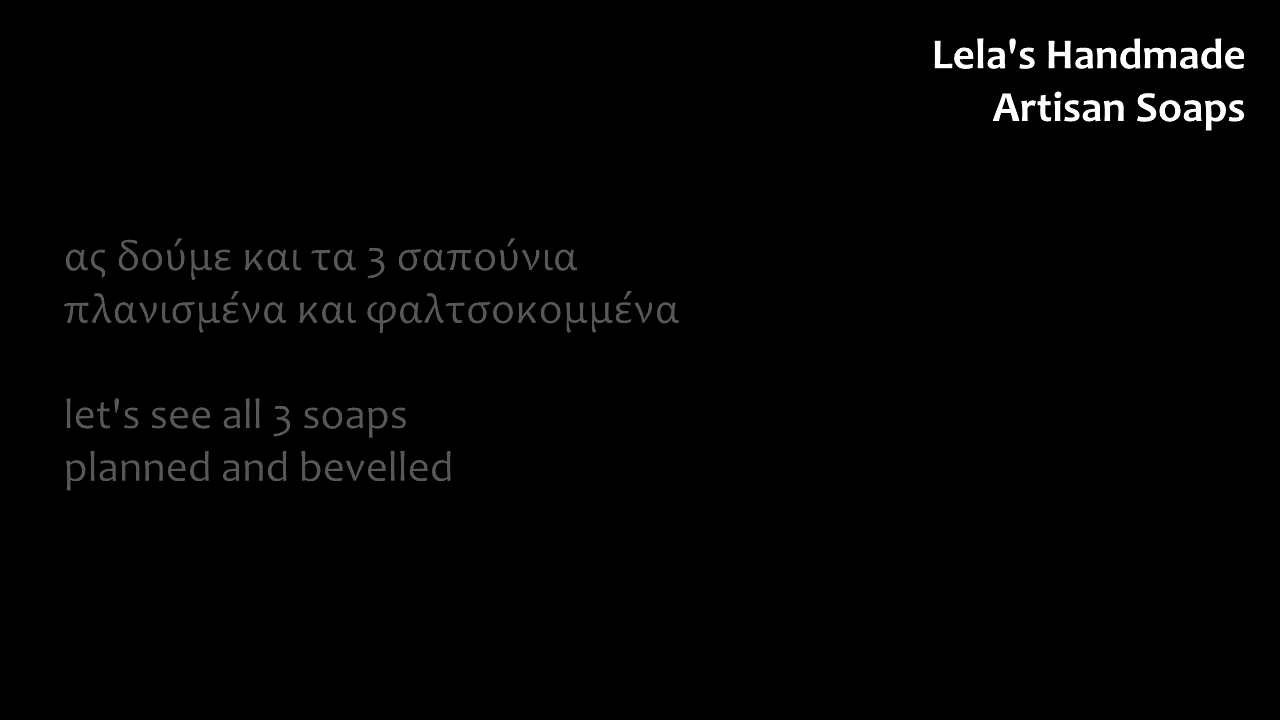 Lela's Handmade
Artisan Soaps
ας δούμε και τα 3 σαπούνια
πλανισμένα και φαλτσοκομμένα
let's see all 3 soaps
planned and bevelled